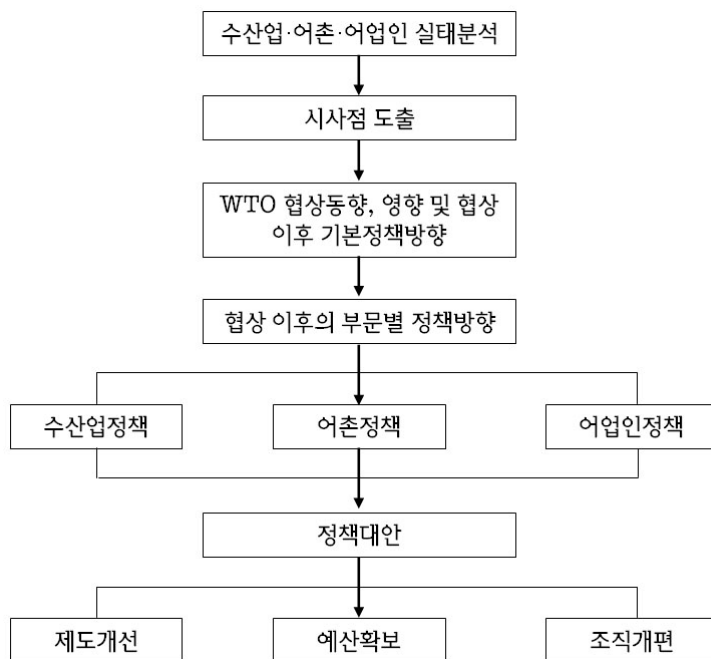 수산업·어촌·어업인 실태분석
시사점 도출
WTO 협상동향, 영향 및 협상
이후 기본정책방향
협상 이후의 부문별 정책방향
수산업정책
어촌정책
어업인정책
정책대안
제도개선
예산확보
조직개편